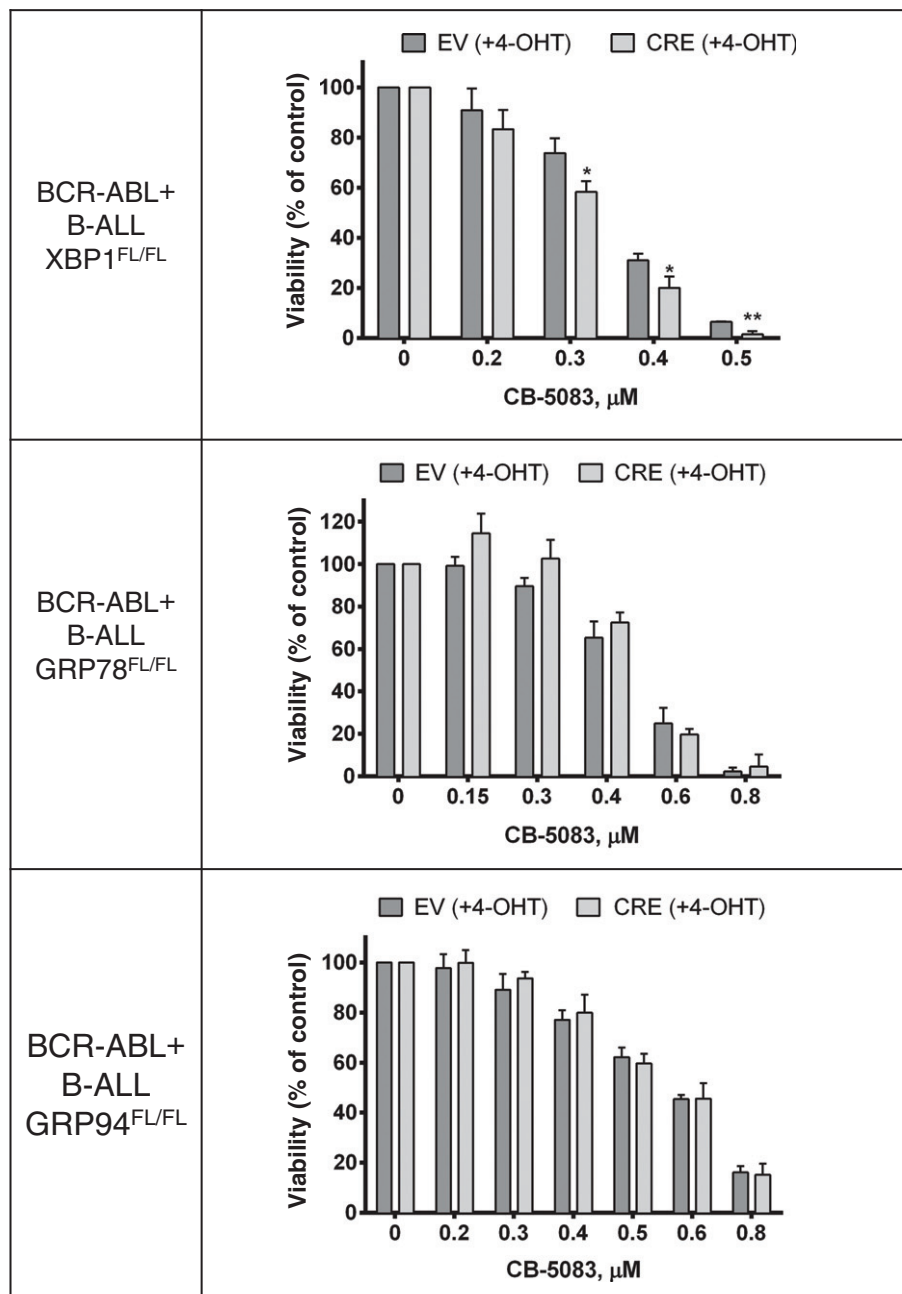 BCR-ABL+
B-ALL
XBP1FL/FL
EV (+4-OHT) CRE (+4-OHT)
Viability (% of control)
100
80
60
40
20
0
* * **
0 0.2 0.3 0.4 0.5
CB-5083, μM
BCR-ABL+
B-ALL
GRP78FL/FL
EV (+4-OHT) CRE (+4-OHT)
Viability (% of control)
120
100
80
60
40
20
0
0 0.15 0.3 0.4 0.6 0.8
CB-5083, μM
BCR-ABL+
B-ALL
GRP94FL/FL
EV (+4-OHT) CRE (+4-OHT)
Viability (% of control)
100
80
60
40
20
0
0 0.2 0.3 0.4 0.5 0.6 0.8
CB-5083, μM